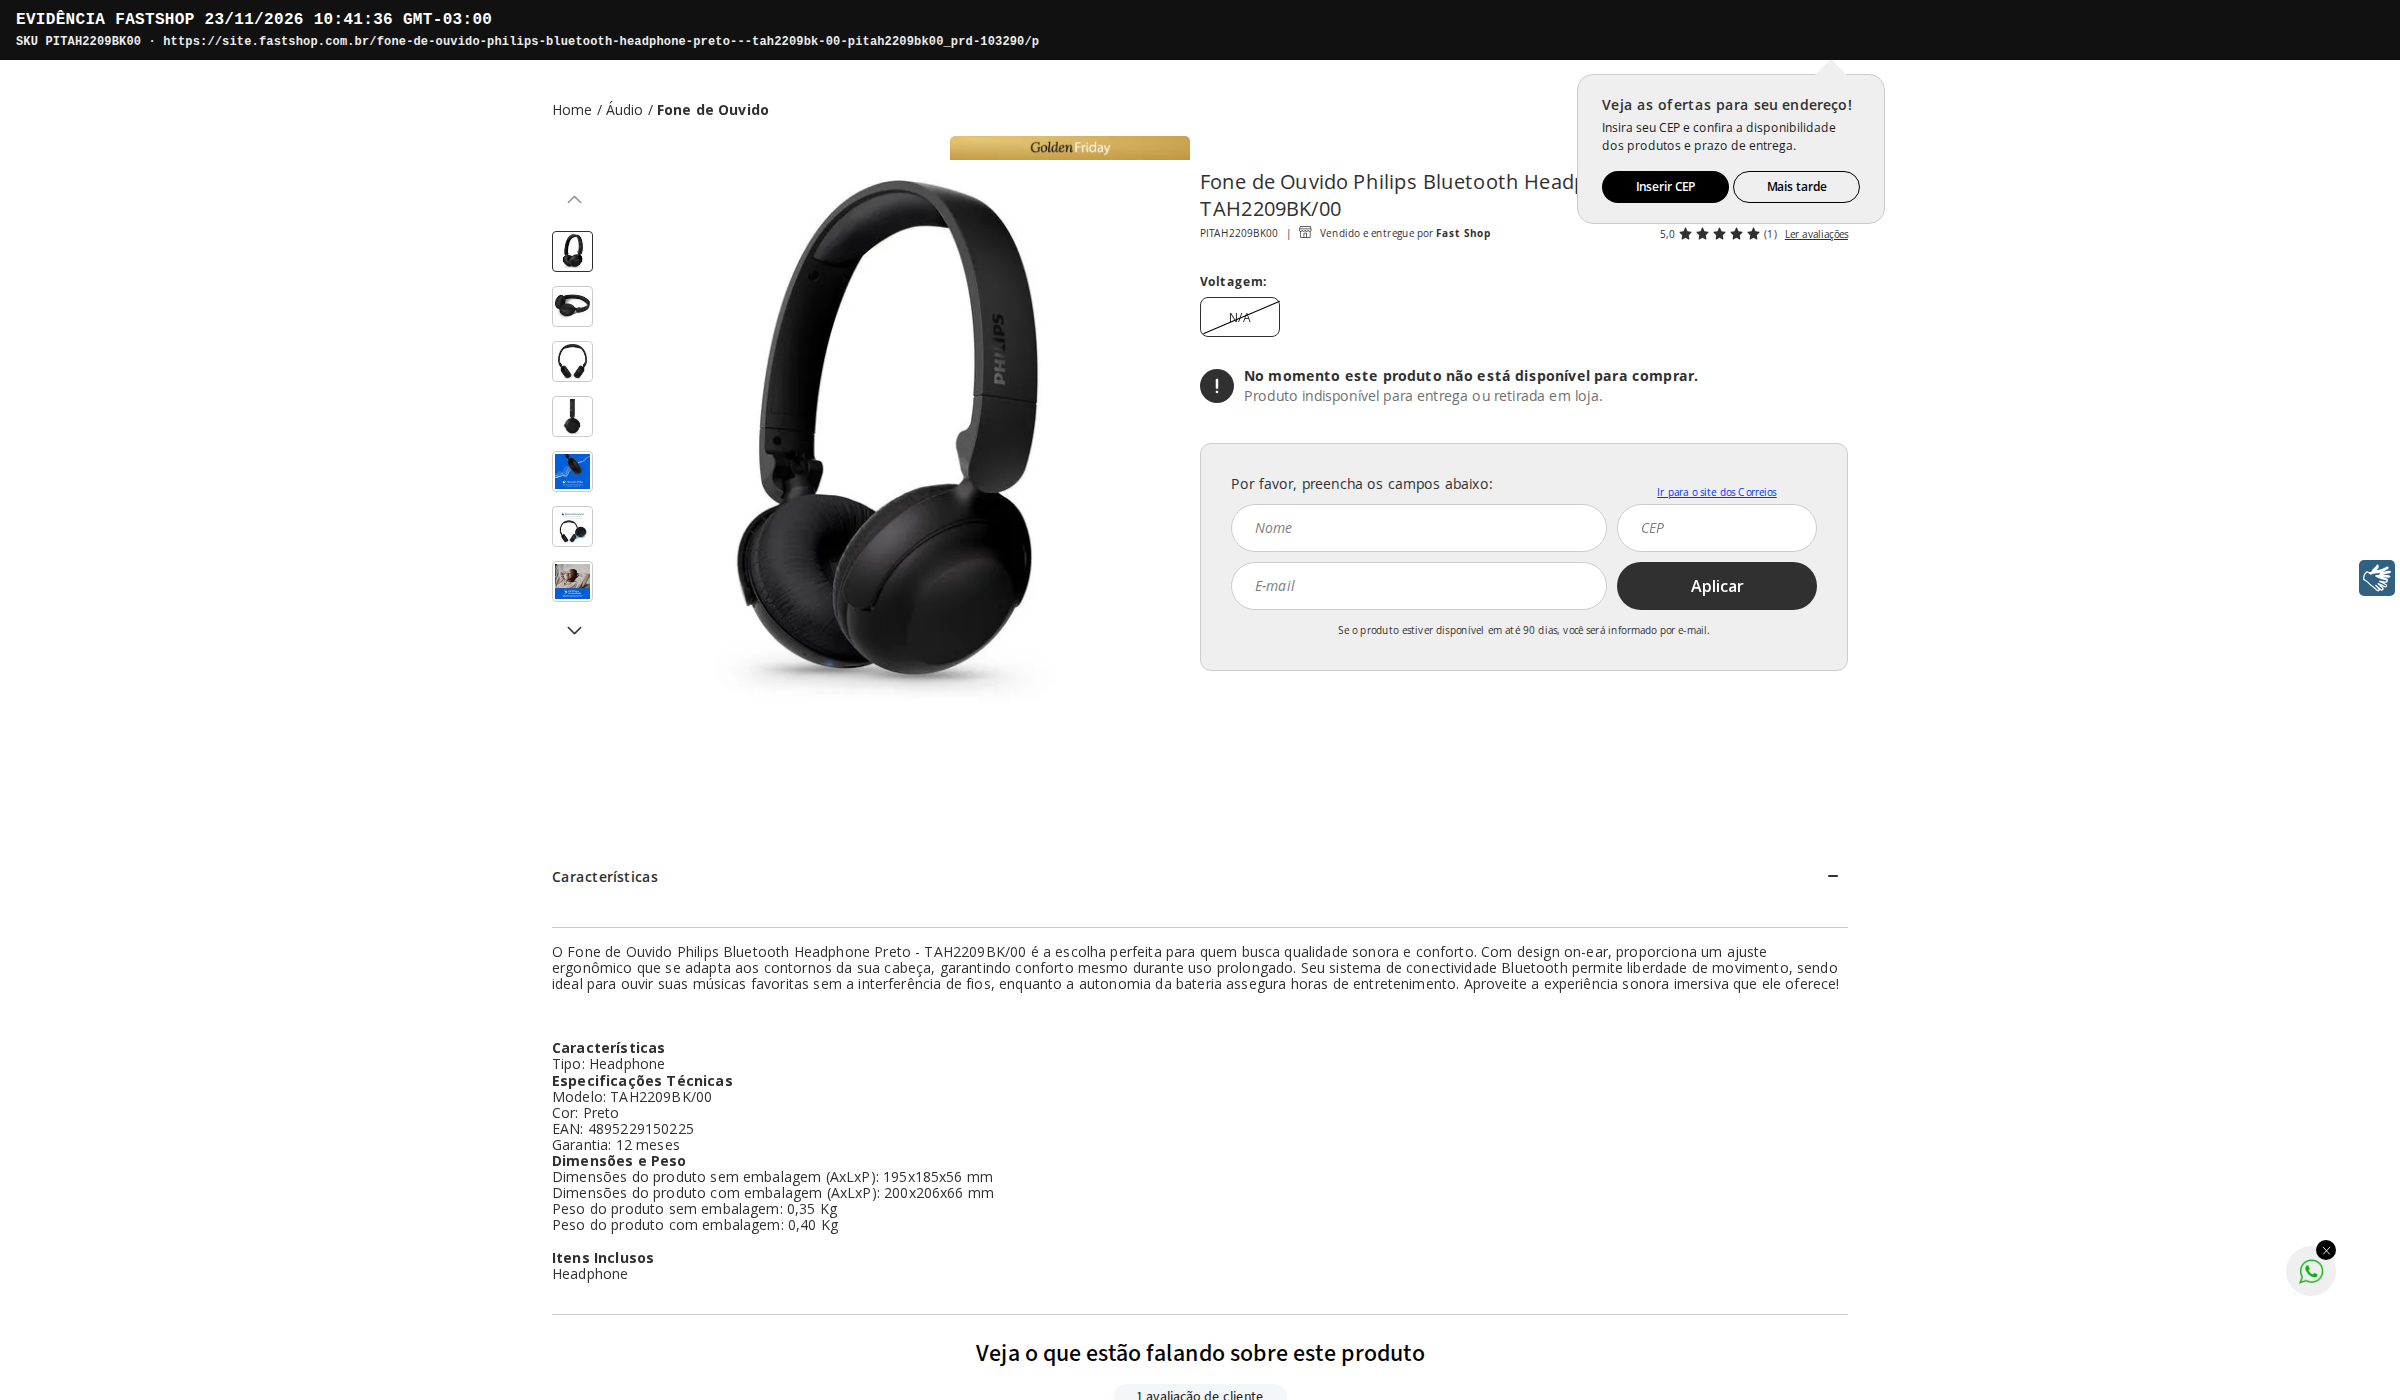 EVIDÊNCIA FASTSHOP 23/11/2026 10:41:36 GMT-03:00
SKU PITAH2209BK00 · https://site.fastshop.com.br/fone-de-ouvido-philips-bluetooth-headphone-preto---tah2209bk-00-pitah2209bk00_prd-103290/p
Home / Áudio / Fone de Ouvido
Golden Friday
PHILIPS
Veja as ofertas para seu endereço!
Insira seu CEP e confira a disponibilidade
dos produtos e prazo de entrega.
Inserir CEP
Mais tarde
Fone de Ouvido Philips Bluetooth
TAH2209BK/00
PITAH2209BK00 | Vendido e entregue por Fast Shop
5,0 (1) Ler avaliações
Voltagem:
N/A
No momento este produto não está disponível para comprar.
Produto indisponível para entrega ou retirada em loja.
Por favor, preencha os campos abaixo:
Ir para o site dos Correios
Nome
CEP
E-mail
Aplicar
Se o produto estiver disponível em até 90 dias, você será informado por e-mail.
Características
O Fone de Ouvido Philips Bluetooth Headphone Preto - TAH2209BK/00 é a escolha perfeita para quem busca qualidade sonora e conforto. Com design on-ear, proporciona um ajuste
ergonômico que se adapta aos contornos da sua cabeça, garantindo conforto mesmo durante uso prolongado. Seu sistema de conectividade Bluetooth permite liberdade de movimento, sendo
ideal para ouvir suas músicas favoritas sem a interferência de fios, enquanto a autonomia da bateria assegura horas de entretenimento. Aproveite a experiência sonora imersiva que ele oferece!
Características
Tipo: Headphone
Especificações Técnicas
Modelo: TAH2209BK/00
Cor: Preto
EAN: 4895229150225
Garantia: 12 meses
Dimensões e Peso
Dimensões do produto sem embalagem (AxLxP): 195x185x56 mm
Dimensões do produto com embalagem (AxLxP): 200x206x66 mm
Peso do produto sem embalagem: 0,35 Kg
Peso do produto com embalagem: 0,40 Kg
Itens Inclusos
Headphone
Veja o que estão falando sobre este produto
1 avaliação de cliente